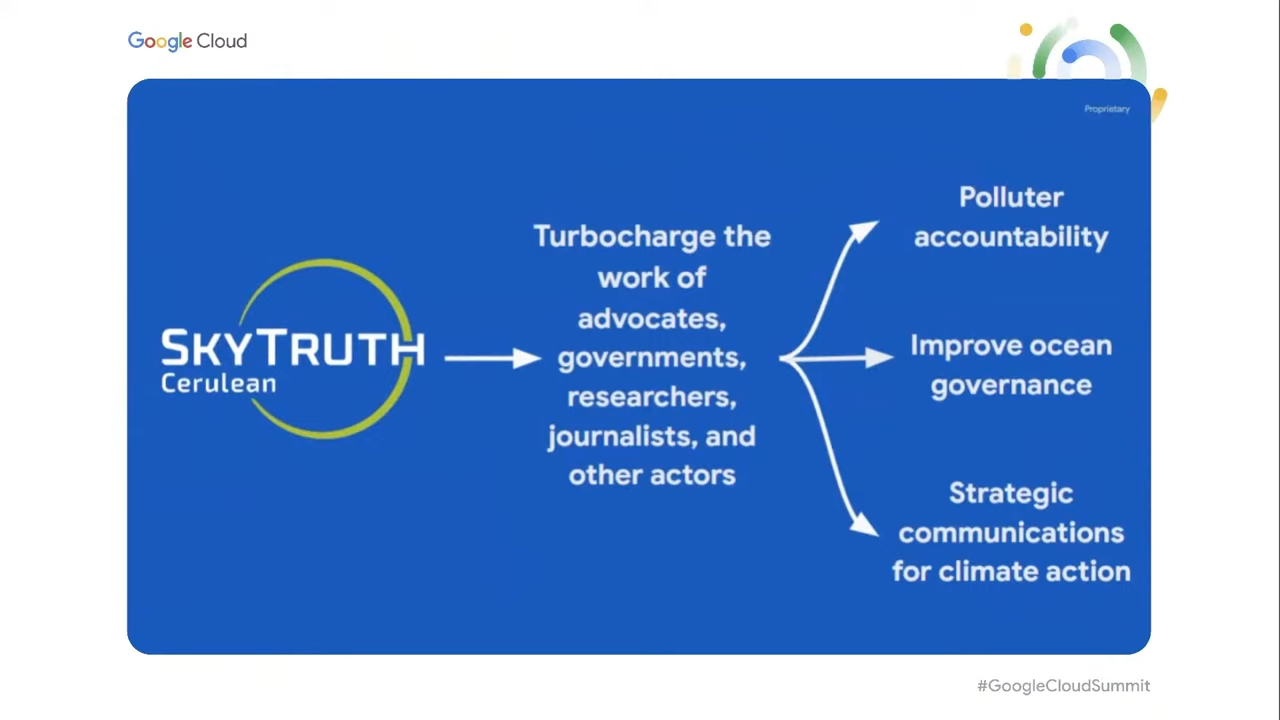 Google Cloud
Proprietary
SKYTRUTH
Cerulean
Turbocharge the
work of
advocates,
governments,
researchers,
journalists, and
other actors
Polluter
accountability
Improve ocean
governance
Strategic
communications
for climate action
#GoogleCloudSummit